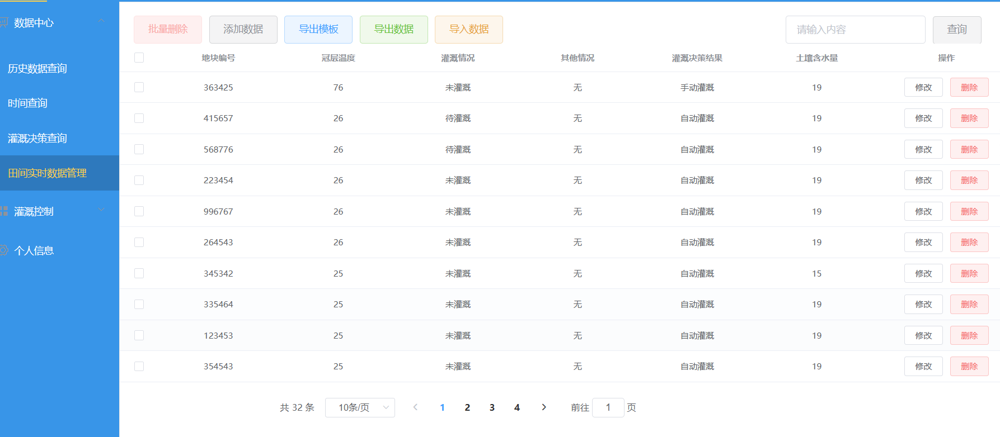 数据中心
历史数据查询
时间查询
灌溉决策查询
田间实时数据管理
灌溉控制
个人信息
批量删除 添加数据 导出模板 导出数据 导入数据 请输入内容 查询
地块编号 冠层温度 灌溉情况 其他情况 灌溉决策结果 土壤含水量 操作
363425 76 未灌溉 无 手动灌溉 19 修改 删除
415657 26 待灌溉 无 自动灌溉 19 修改 删除
568776 26 待灌溉 无 自动灌溉 19 修改 删除
223454 26 未灌溉 无 自动灌溉 19 修改 删除
996767 26 未灌溉 无 自动灌溉 19 修改 删除
264543 26 未灌溉 无 自动灌溉 19 修改 删除
345342 25 未灌溉 无 自动灌溉 15 修改 删除
335464 25 未灌溉 无 自动灌溉 19 修改 删除
123453 25 未灌溉 无 自动灌溉 19 修改 删除
354543 25 未灌溉 无 自动灌溉 19 修改 删除
共 32 条 10条/页 1 2 3 4 前往 1 页